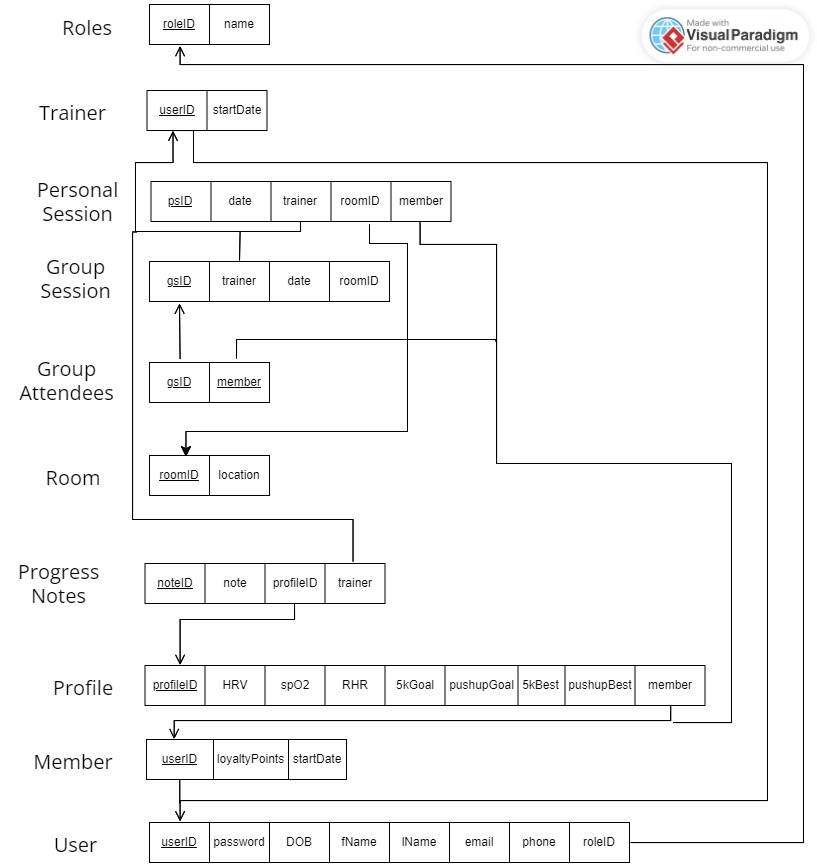 Made with
VisualParadigm
For non-commercial use
Roles
roleID name
Trainer
userID startDate
Personal
Session
psID date trainer roomID member
Group
Session
gsID trainer date roomID
Group
Attendees
gsID member
Room
roomID location
Progress
Notes
noteID note profileID trainer
Profile
profileID HRV spO2 RHR 5kGoal pushupGoal 5kBest pushupBest member
Member
userID loyaltyPoints startDate
User
userID password DOB fName lName email phone roleID